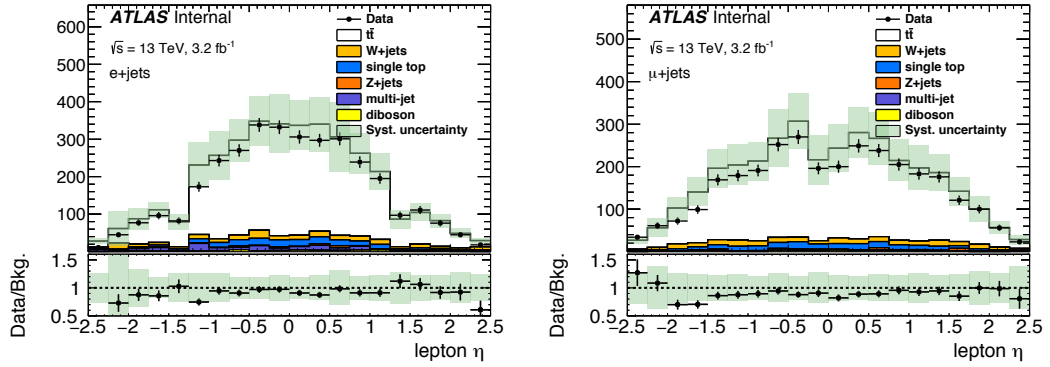 ATLAS Internal
√s = 13 TeV, 3.2 fb⁻¹
e+jets
Data
tt̄
W+jets
single top
Z+jets
multi-jet
diboson
Syst. uncertainty
600
500
400
300
200
100
Data/Bkg.
1.5
1
0.5
−2.5 −2 −1.5 −1 −0.5 0 0.5 1 1.5 2 2.5
lepton η
ATLAS Internal
√s = 13 TeV, 3.2 fb⁻¹
μ+jets
Data
tt̄
W+jets
single top
Z+jets
multi-jet
diboson
Syst. uncertainty
500
400
300
200
100
Data/Bkg.
1.5
1
0.5
−2.5 −2 −1.5 −1 −0.5 0 0.5 1 1.5 2 2.5
lepton η